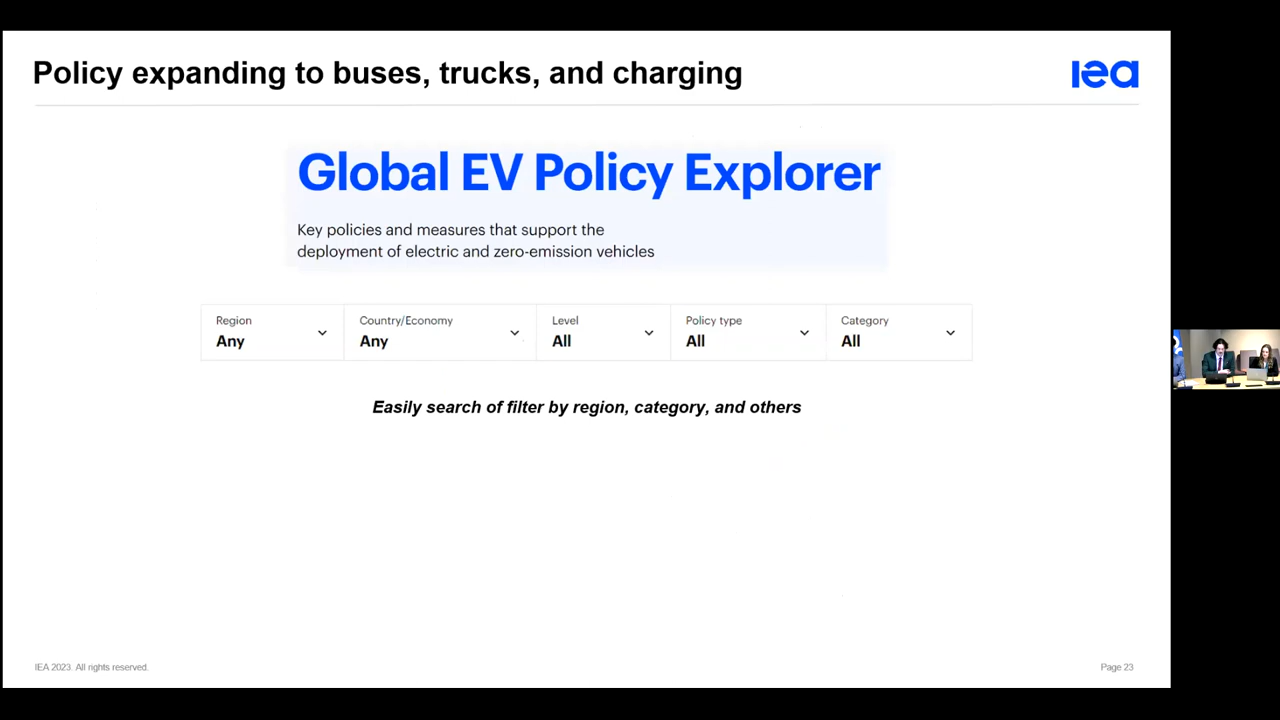 Policy expanding to buses, trucks, and charging
iea
Global EV Policy Explorer
Key policies and measures that support the
deployment of electric and zero-emission vehicles
Region
Any
Country/Economy
Any
Level
All
Policy type
All
Category
All
Easily search of filter by region, category, and others
IEA 2023. All rights reserved.
Page 23